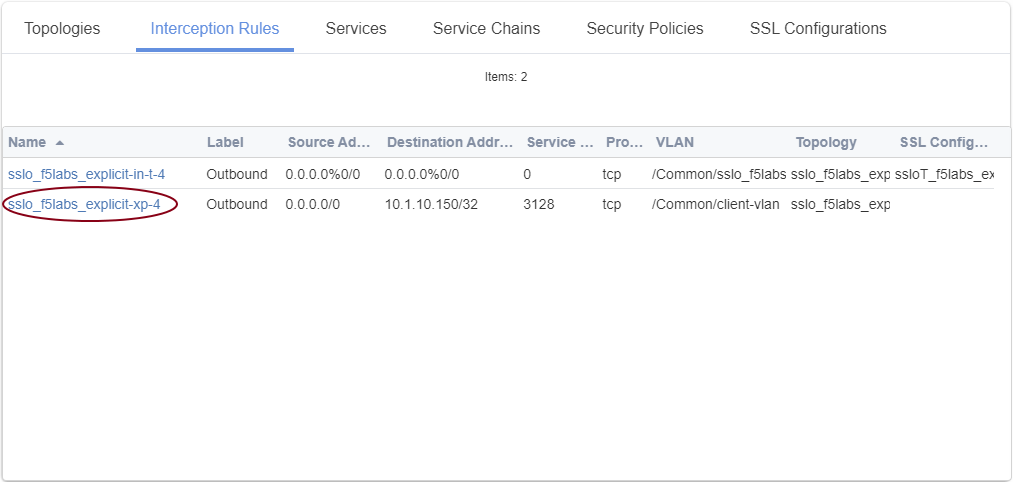 Topologies Interception Rules Services Service Chains Security Policies SSL Configurations
Items: 2
Name Label Source Ad... Destination Addr... Service ... Pro... VLAN Topology SSL Config...
sslo_f5labs_explicit-in-t-4 Outbound 0.0.0.0%0/0 0.0.0.0%0/0 0 tcp /Common/sslo_f5labs sslo_f5labs_exp ssloT_f5labs_ex
sslo_f5labs_explicit-xp-4 Outbound 0.0.0.0/0 10.1.10.150/32 3128 tcp /Common/client-vlan sslo_f5labs_exp